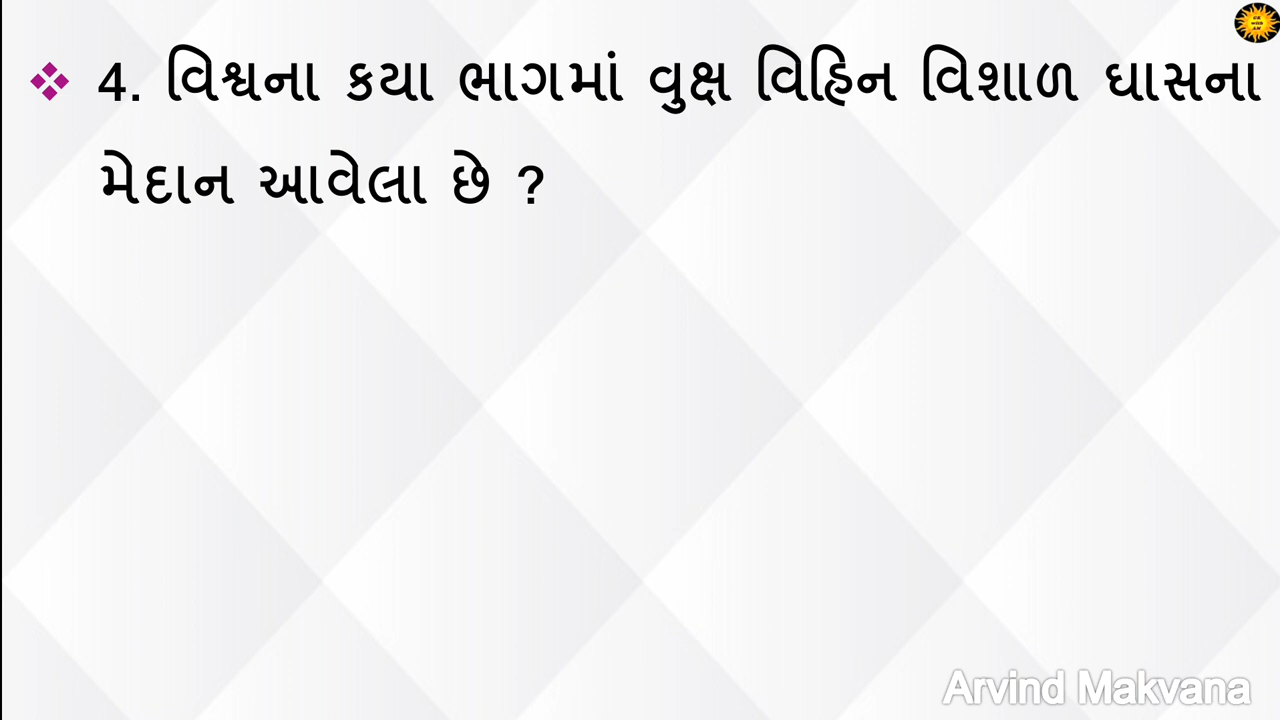 ❖ 4. વિશ્વના કયા ભાગમાં વુક્ષ વિહિન વિશાળ ઘાસના
મેદાન આવેલા છે ?
Arvind Makvana